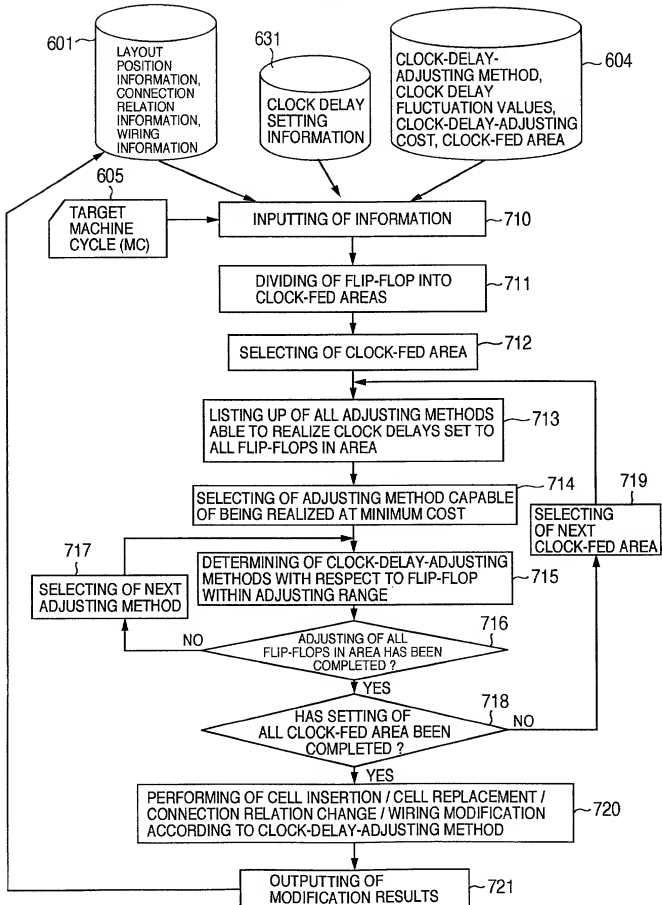 601
LAYOUT
POSITION
INFORMATION,
CONNECTION
RELATION
INFORMATION,
WIRING
INFORMATION
631
CLOCK DELAY
SETTING
INFORMATION
604
CLOCK-DELAY-
ADJUSTING METHOD,
CLOCK DELAY
FLUCTUATION VALUES,
CLOCK-DELAY-ADJUSTING
COST, CLOCK-FED AREA
605
TARGET
MACHINE
CYCLE (MC)
INPUTTING OF INFORMATION
710
DIVIDING OF FLIP-FLOP INTO
CLOCK-FED AREAS
711
SELECTING OF CLOCK-FED AREA
712
LISTING UP OF ALL ADJUSTING METHODS
ABLE TO REALIZE CLOCK DELAYS SET TO
ALL FLIP-FLOPS IN AREA
713
SELECTING OF ADJUSTING METHOD CAPABLE
OF BEING REALIZED AT MINIMUM COST
714
719
SELECTING
OF NEXT
CLOCK-FED AREA
717
SELECTING OF NEXT
ADJUSTING METHOD
DETERMINING OF CLOCK-DELAY-ADJUSTING
METHODS WITH RESPECT TO FLIP-FLOP
WITHIN ADJUSTING RANGE
715
716
NO
ADJUSTING OF ALL
FLIP-FLOPS IN AREA HAS BEEN
COMPLETED ?
YES
718
HAS SETTING OF
ALL CLOCK-FED AREA BEEN
COMPLETED ?
NO
YES
PERFORMING OF CELL INSERTION / CELL REPLACEMENT /
CONNECTION RELATION CHANGE / WIRING MODIFICATION
ACCORDING TO CLOCK-DELAY-ADJUSTING METHOD
720
OUTPUTTING OF
MODIFICATION RESULTS
721